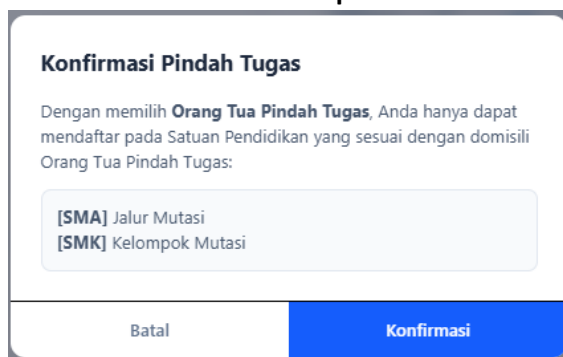 Konfirmasi Pindah Tugas
Dengan memilih Orang Tua Pindah Tugas, Anda hanya dapat
mendaftar pada Satuan Pendidikan yang sesuai dengan domisili
Orang Tua Pindah Tugas:
[SMA] Jalur Mutasi
[SMK] Kelompok Mutasi
Batal
Konfirmasi